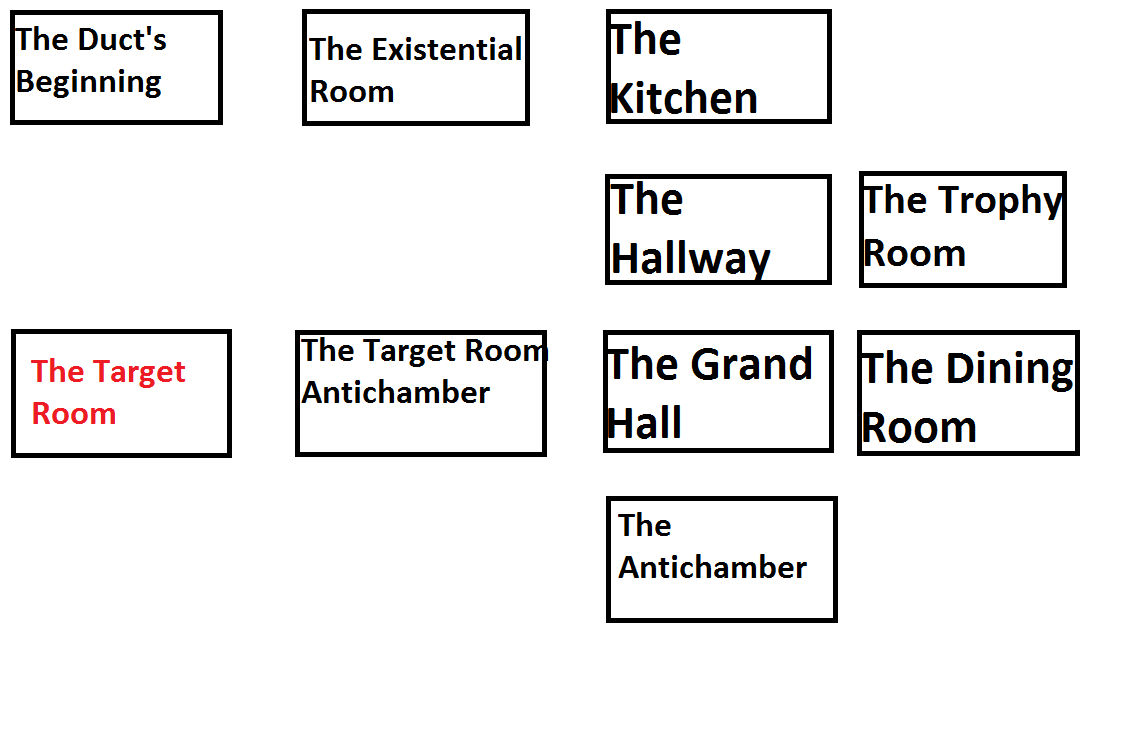 The Duct's
Beginning
The Existential
Room
The
Kitchen
The
Hallway
The Trophy
Room
The Target
Room
The Target Room
Antichamber
The Grand
Hall
The Dining
Room
The
Antichamber